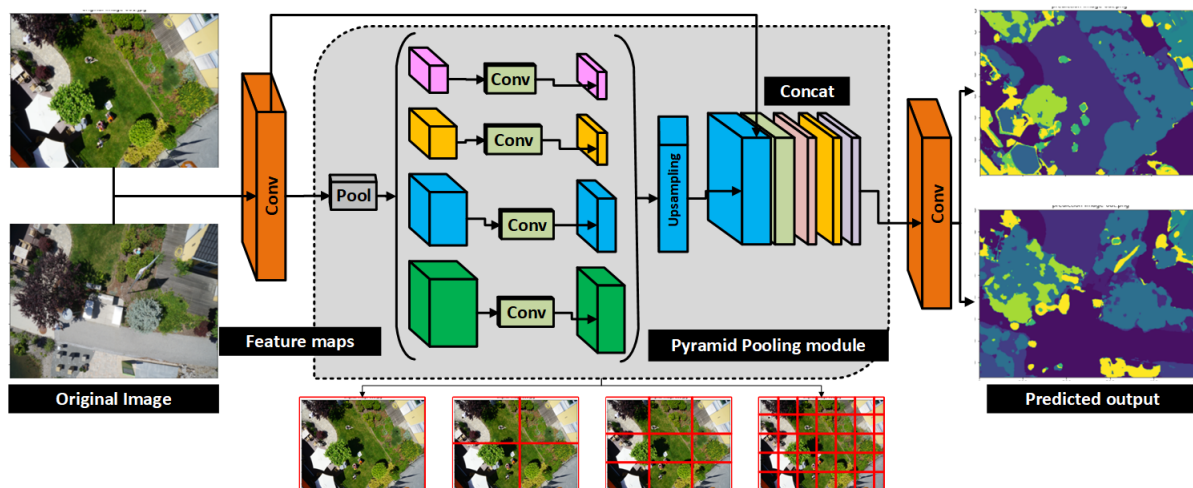 Conv
Pool
Conv
Conv
Conv
Conv
Upsampling
Concat
Conv
Feature maps
Pyramid Pooling module
Original Image
Predicted output